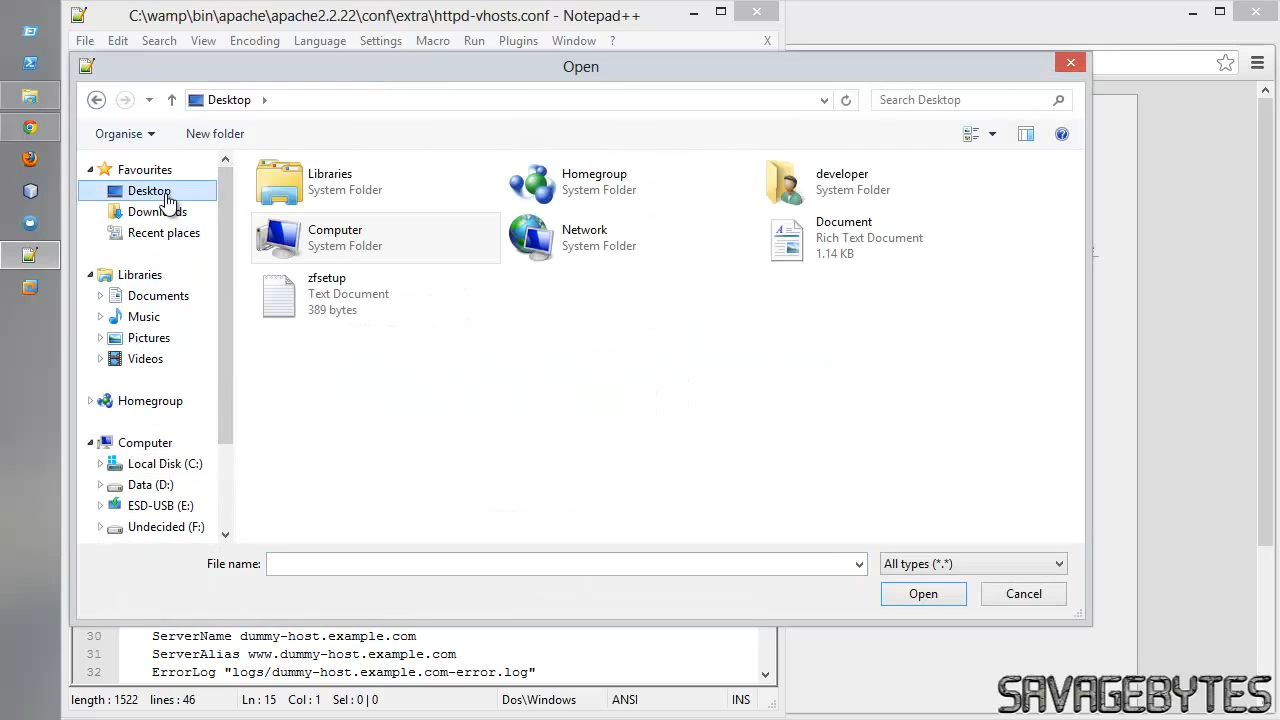 C:\wamp\bin\apache\apache2.2.22\conf\extra\httpd-vhosts.conf - Notepad++
File Edit Search View Encoding Language Settings Macro Run Plugins Window ? X
Open
Desktop
Search Desktop
Organise
New folder
Favourites
Desktop
Downloads
Recent places
Libraries
Documents
Music
Pictures
Videos
Homegroup
Computer
Local Disk (C:)
Data (D:)
ESD-USB (E:)
Undecided (F:)
Libraries
System Folder
Homegroup
System Folder
developer
System Folder
Computer
System Folder
Network
System Folder
Document
Rich Text Document
1.14 KB
zfsetup
Text Document
389 bytes
File name:
All types (*.*)
Open
Cancel
30 ServerName dummy-host.example.com
31 ServerAlias www.dummy-host.example.com
32 ErrorLog "logs/dummy-host.example.com-error.log"
length : 1522 lines : 46 Ln : 15 Col : 1 Sel : 0 | 0 Dos\Windows ANSI INS
SAVAGEBYTES